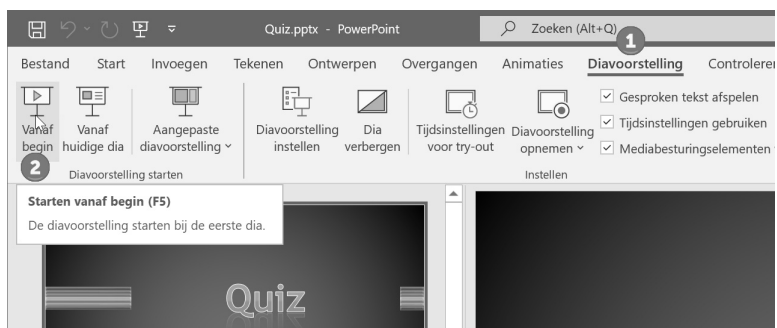 Quiz.pptx - PowerPoint
Zoeken (Alt+Q)
1
Bestand Start Invoegen Tekenen Ontwerpen Overgangen Animaties Diavoorstelling Controleren
Vanaf begin
Vanaf huidige dia
Aangepaste diavoorstelling
Diavoorstelling instellen
Dia verbergen
Tijdsinstellingen voor try-out
Diavoorstelling opnemen
Gesproken tekst afspelen
Tijdsinstellingen gebruiken
Mediabesturingselementen
2
Diavoorstelling starten
Instellen
Starten vanaf begin (F5)
De diavoorstelling starten bij de eerste dia.
Quiz